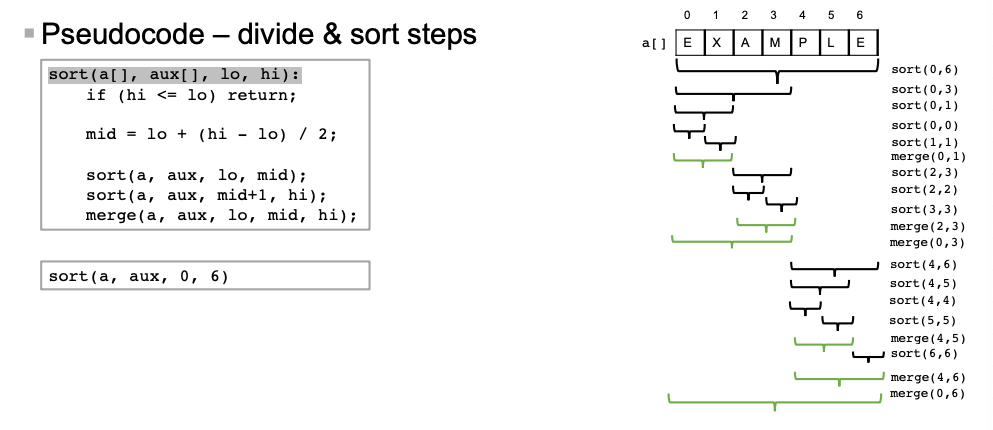 Pseudocode – divide & sort steps
sort(a[], aux[], lo, hi):
if (hi <= lo) return;
mid = lo + (hi - lo) / 2;
sort(a, aux, lo, mid);
sort(a, aux, mid+1, hi);
merge(a, aux, lo, mid, hi);
sort(a, aux, 0, 6)
0 1 2 3 4 5 6
a[] E X A M P L E
sort(0,6)
sort(0,3)
sort(0,1)
sort(0,0)
sort(1,1)
merge(0,1)
sort(2,3)
sort(2,2)
sort(3,3)
merge(2,3)
merge(0,3)
sort(4,6)
sort(4,5)
sort(4,4)
sort(5,5)
merge(4,5)
sort(6,6)
merge(4,6)
merge(0,6)